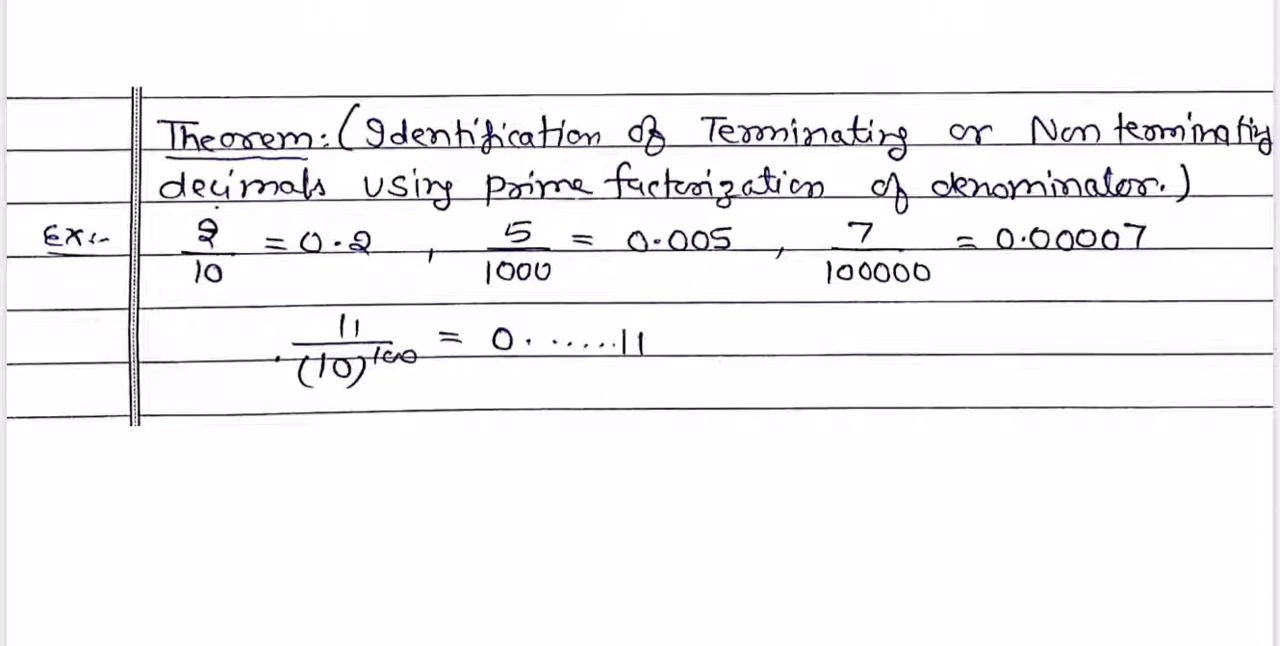 Theorem: (Identification of Terminating or Non terminating
decimals using prime factorization of denominator.)
Ex:- 2/10 = 0.2 , 5/1000 = 0.005 , 7/100000 = 0.00007
11/(10)^100 = 0. ......11